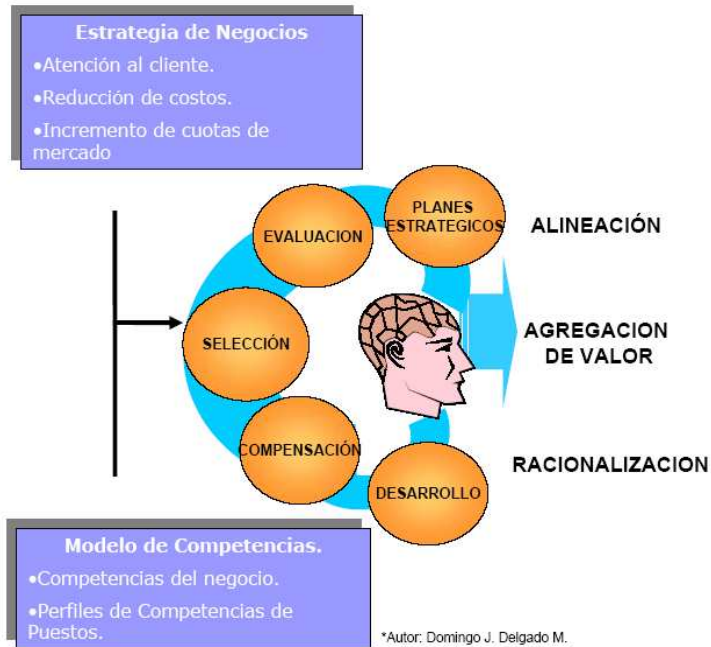 Estrategia de Negocios
•Atención al cliente.
•Reducción de costos.
•Incremento de cuotas de
mercado
PLANES
ESTRATEGICOS
EVALUACION
SELECCIÓN
COMPENSACIÓN
DESARROLLO
ALINEACIÓN
AGREGACION
DE VALOR
RACIONALIZACION
Modelo de Competencias.
•Competencias del negocio.
•Perfiles de Competencias de
Puestos.
*Autor: Domingo J. Delgado M.